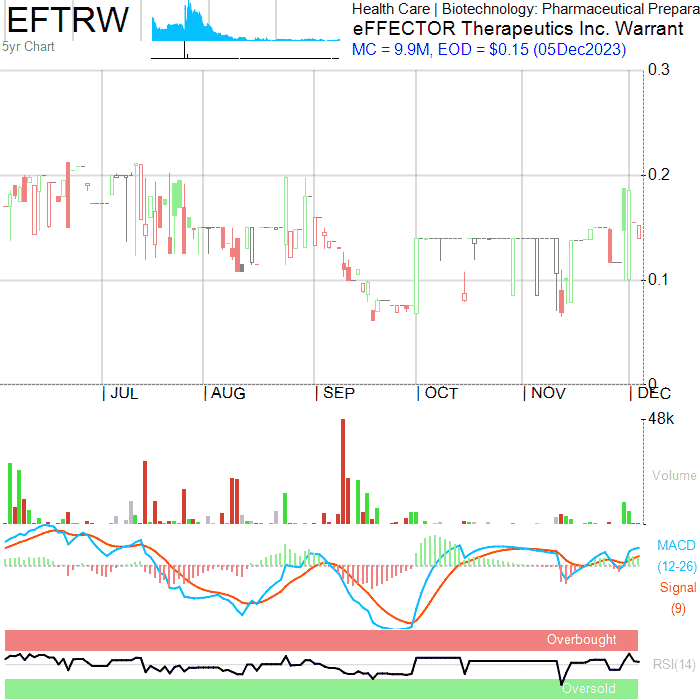 EFTRW
5yr Chart
Health Care | Biotechnology: Pharmaceutical Prepara
eFFECTOR Therapeutics Inc. Warrant
MC = 9.9M, EOD = $0.15 (05Dec2023)
0.3
0.2
0.1
0
| JUL | AUG | SEP | OCT | NOV | DEC
48k
Volume
MACD
(12-26)
Signal
(9)
Overbought
RSI(14)
Oversold